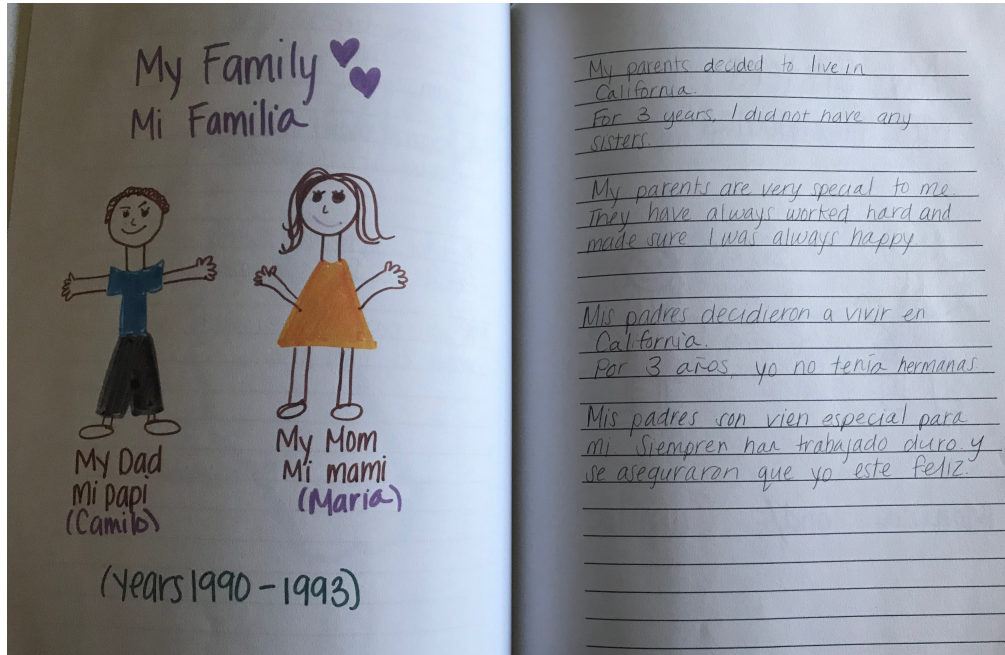 My Family
Mi Familia
My Dad
Mi papi
(Camilo)
My Mom
Mi mami
(Maria)
(years 1990-1993)
My parents decided to live in
California.
For 3 years, I did not have any
sisters.
My parents are very special to me.
They have always worked hard and
made sure I was always happy.
Mis padres decidieron a vivir en
California.
Por 3 años, yo no tenía hermanas.
Mis padres son vien especial para
mi. Siempren han trabajado duro y
se aseguraron que yo este feliz.